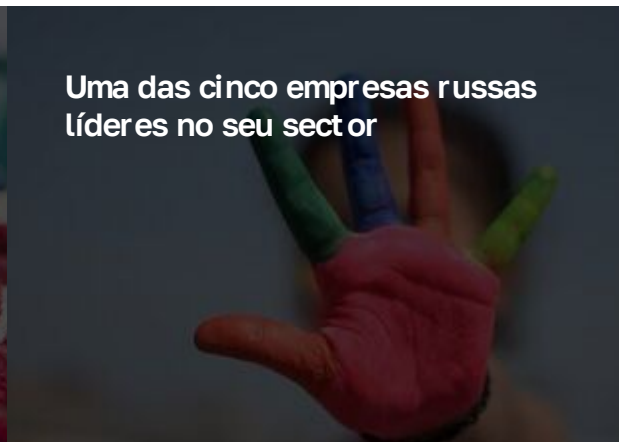 Uma das cinco empresas russas
líderes no seu sector